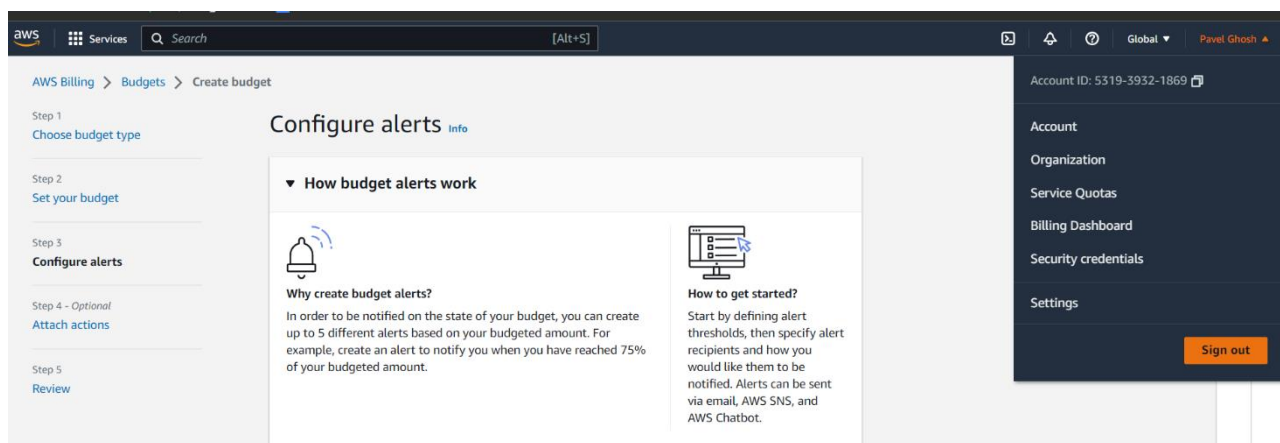 aws
Services
Search
[Alt+S]
Global
Pavel Ghosh
AWS Billing > Budgets > Create budget
Step 1
Choose budget type
Step 2
Set your budget
Step 3
Configure alerts
Step 4 - Optional
Attach actions
Step 5
Review
Configure alerts Info
How budget alerts work
Why create budget alerts?
In order to be notified on the state of your budget, you can create
up to 5 different alerts based on your budgeted amount. For
example, create an alert to notify you when you have reached 75%
of your budgeted amount.
How to get started?
Start by defining alert
thresholds, then specify alert
recipients and how you
would like them to be
notified. Alerts can be sent
via email, AWS SNS, and
AWS Chatbot.
Account ID: 5319-3932-1869
Account
Organization
Service Quotas
Billing Dashboard
Security credentials
Settings
Sign out